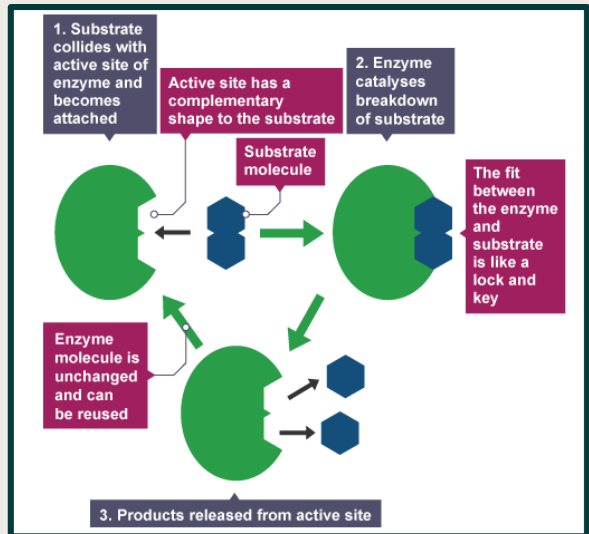 1. Substrate
collides with
active site of
enzyme and
becomes
attached
Active site has a
complementary
shape to the substrate
2. Enzyme
catalyses
breakdown
of substrate
Substrate
molecule
The fit
between
the enzyme
and
substrate
is like a
lock and
key
Enzyme
molecule is
unchanged
and can
be reused
3. Products released from active site